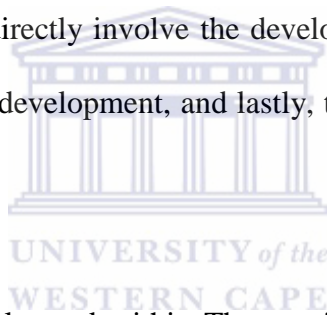 directly involve the develo
development, and lastly, t
UNIVERSITY of the
WESTERN CAPE